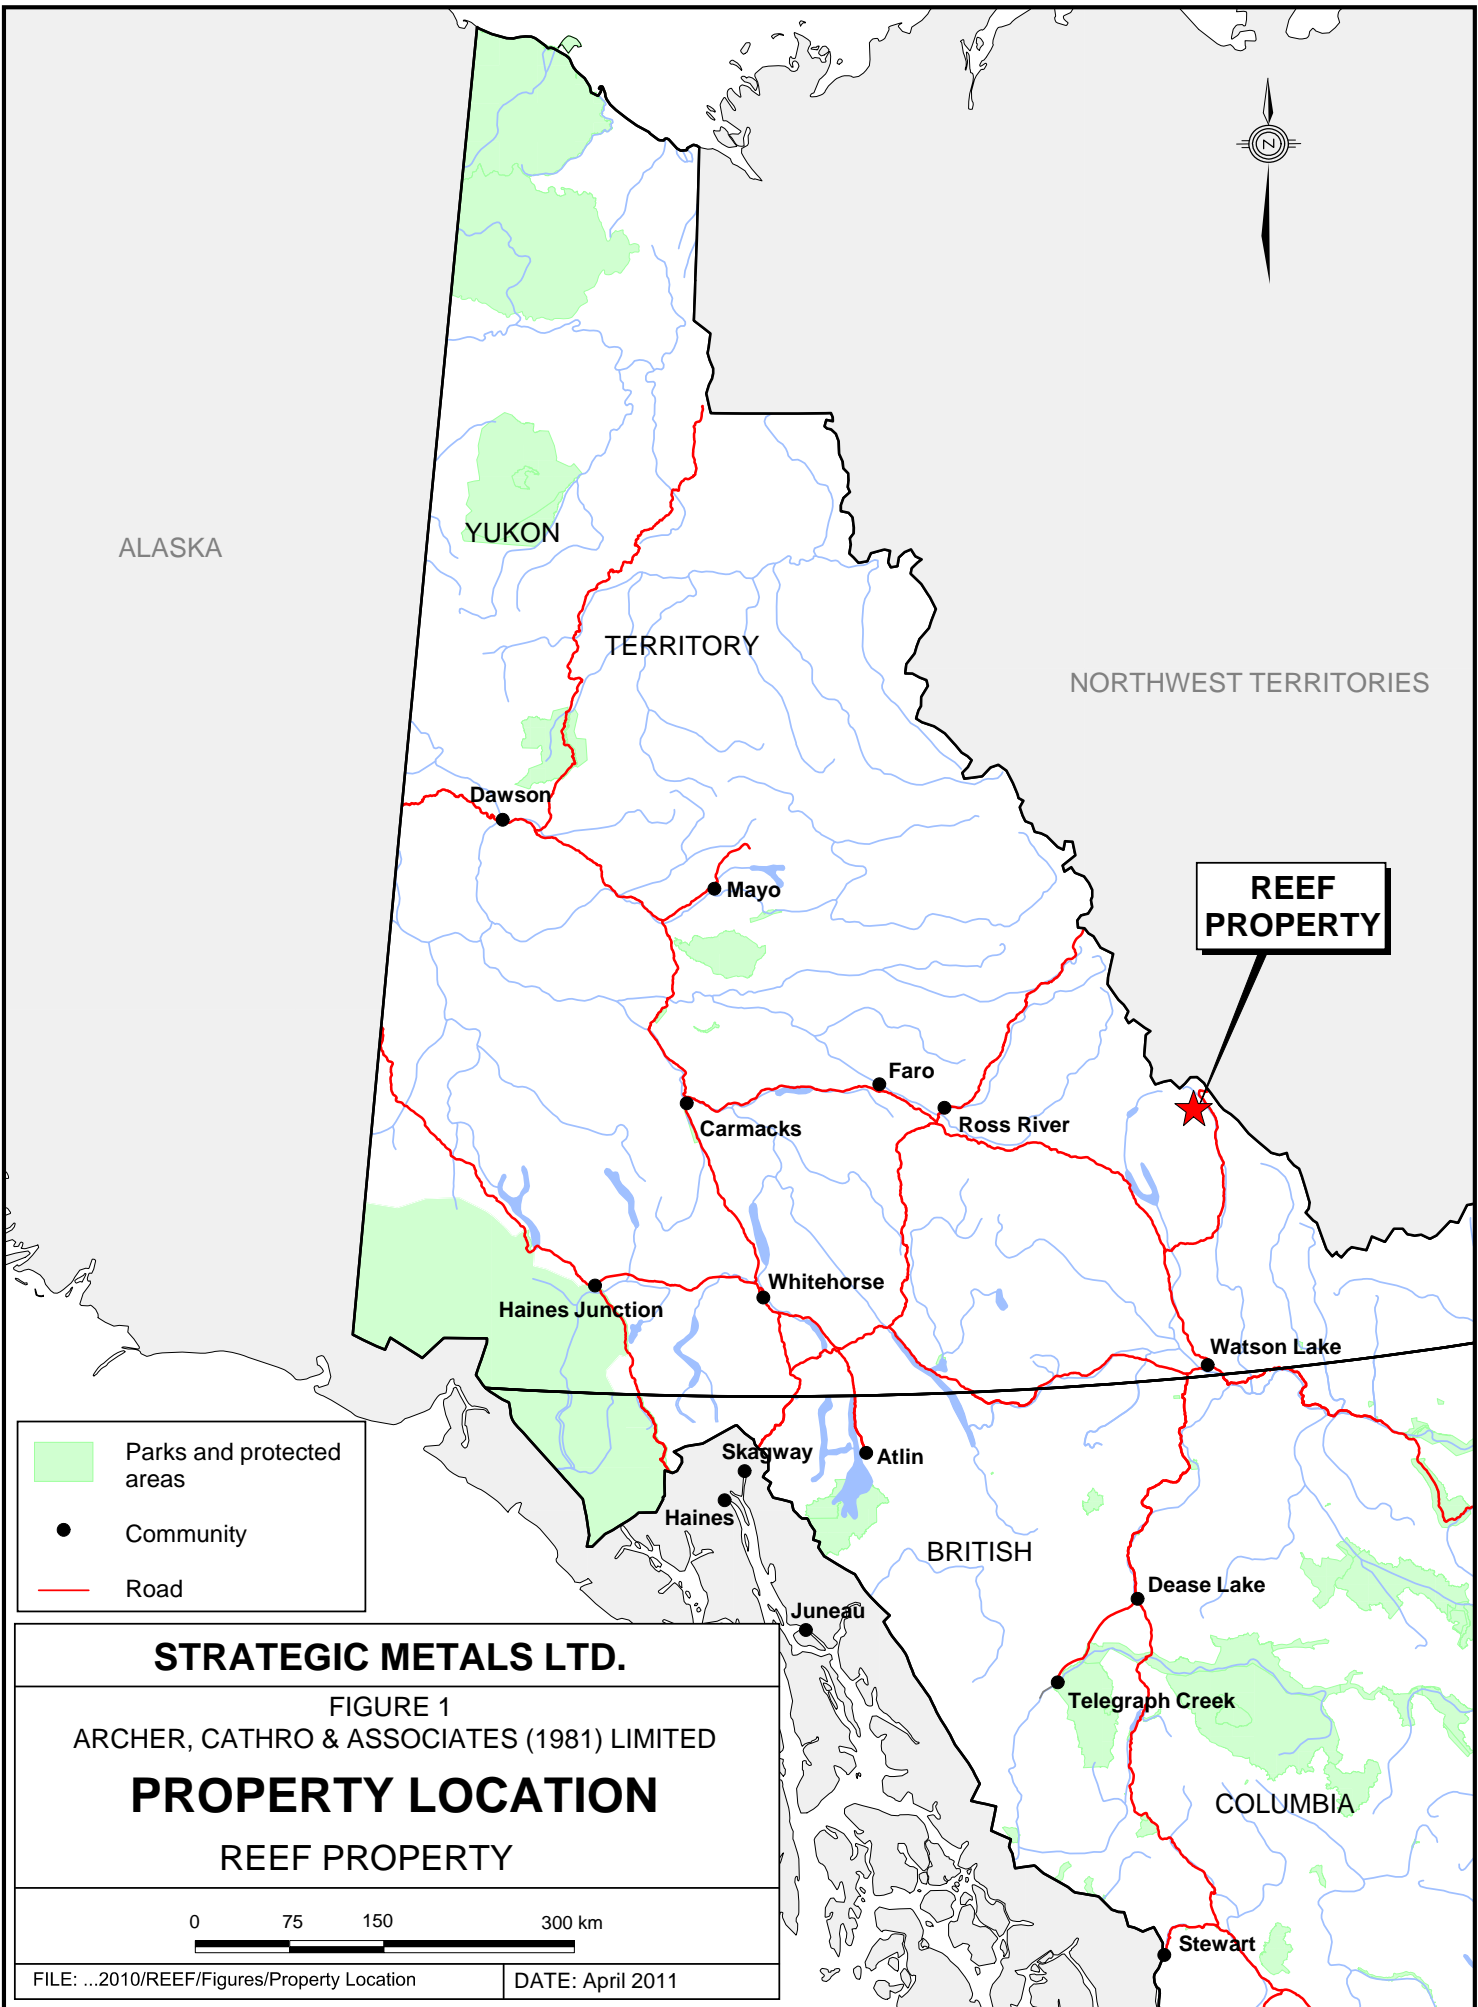 N
ALASKA
YUKON
TERRITORY
NORTHWEST TERRITORIES
Dawson
Mayo
REEF
PROPERTY
Faro
Ross River
Carmacks
Whitehorse
Haines Junction
Watson Lake
Skagway
Atlin
Haines
BRITISH
Dease Lake
Juneau
Telegraph Creek
COLUMBIA
Stewart
Parks and protected
areas
Community
Road
STRATEGIC METALS LTD.
FIGURE 1
ARCHER, CATHRO & ASSOCIATES (1981) LIMITED
PROPERTY LOCATION
REEF PROPERTY
0 75 150 300 km
FILE: ...2010/REEF/Figures/Property Location
DATE: April 2011